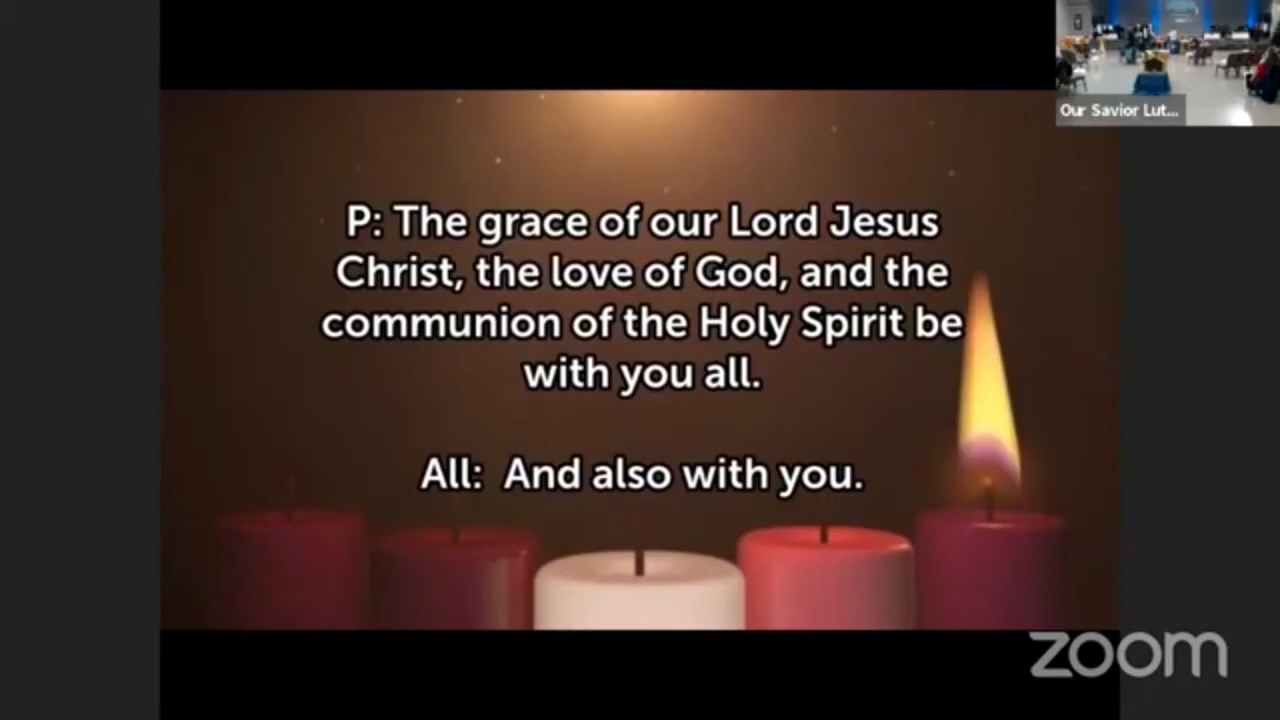 Our Savior Lut...
P: The grace of our Lord Jesus
Christ, the love of God, and the
communion of the Holy Spirit be
with you all.
All: And also with you.
zoom